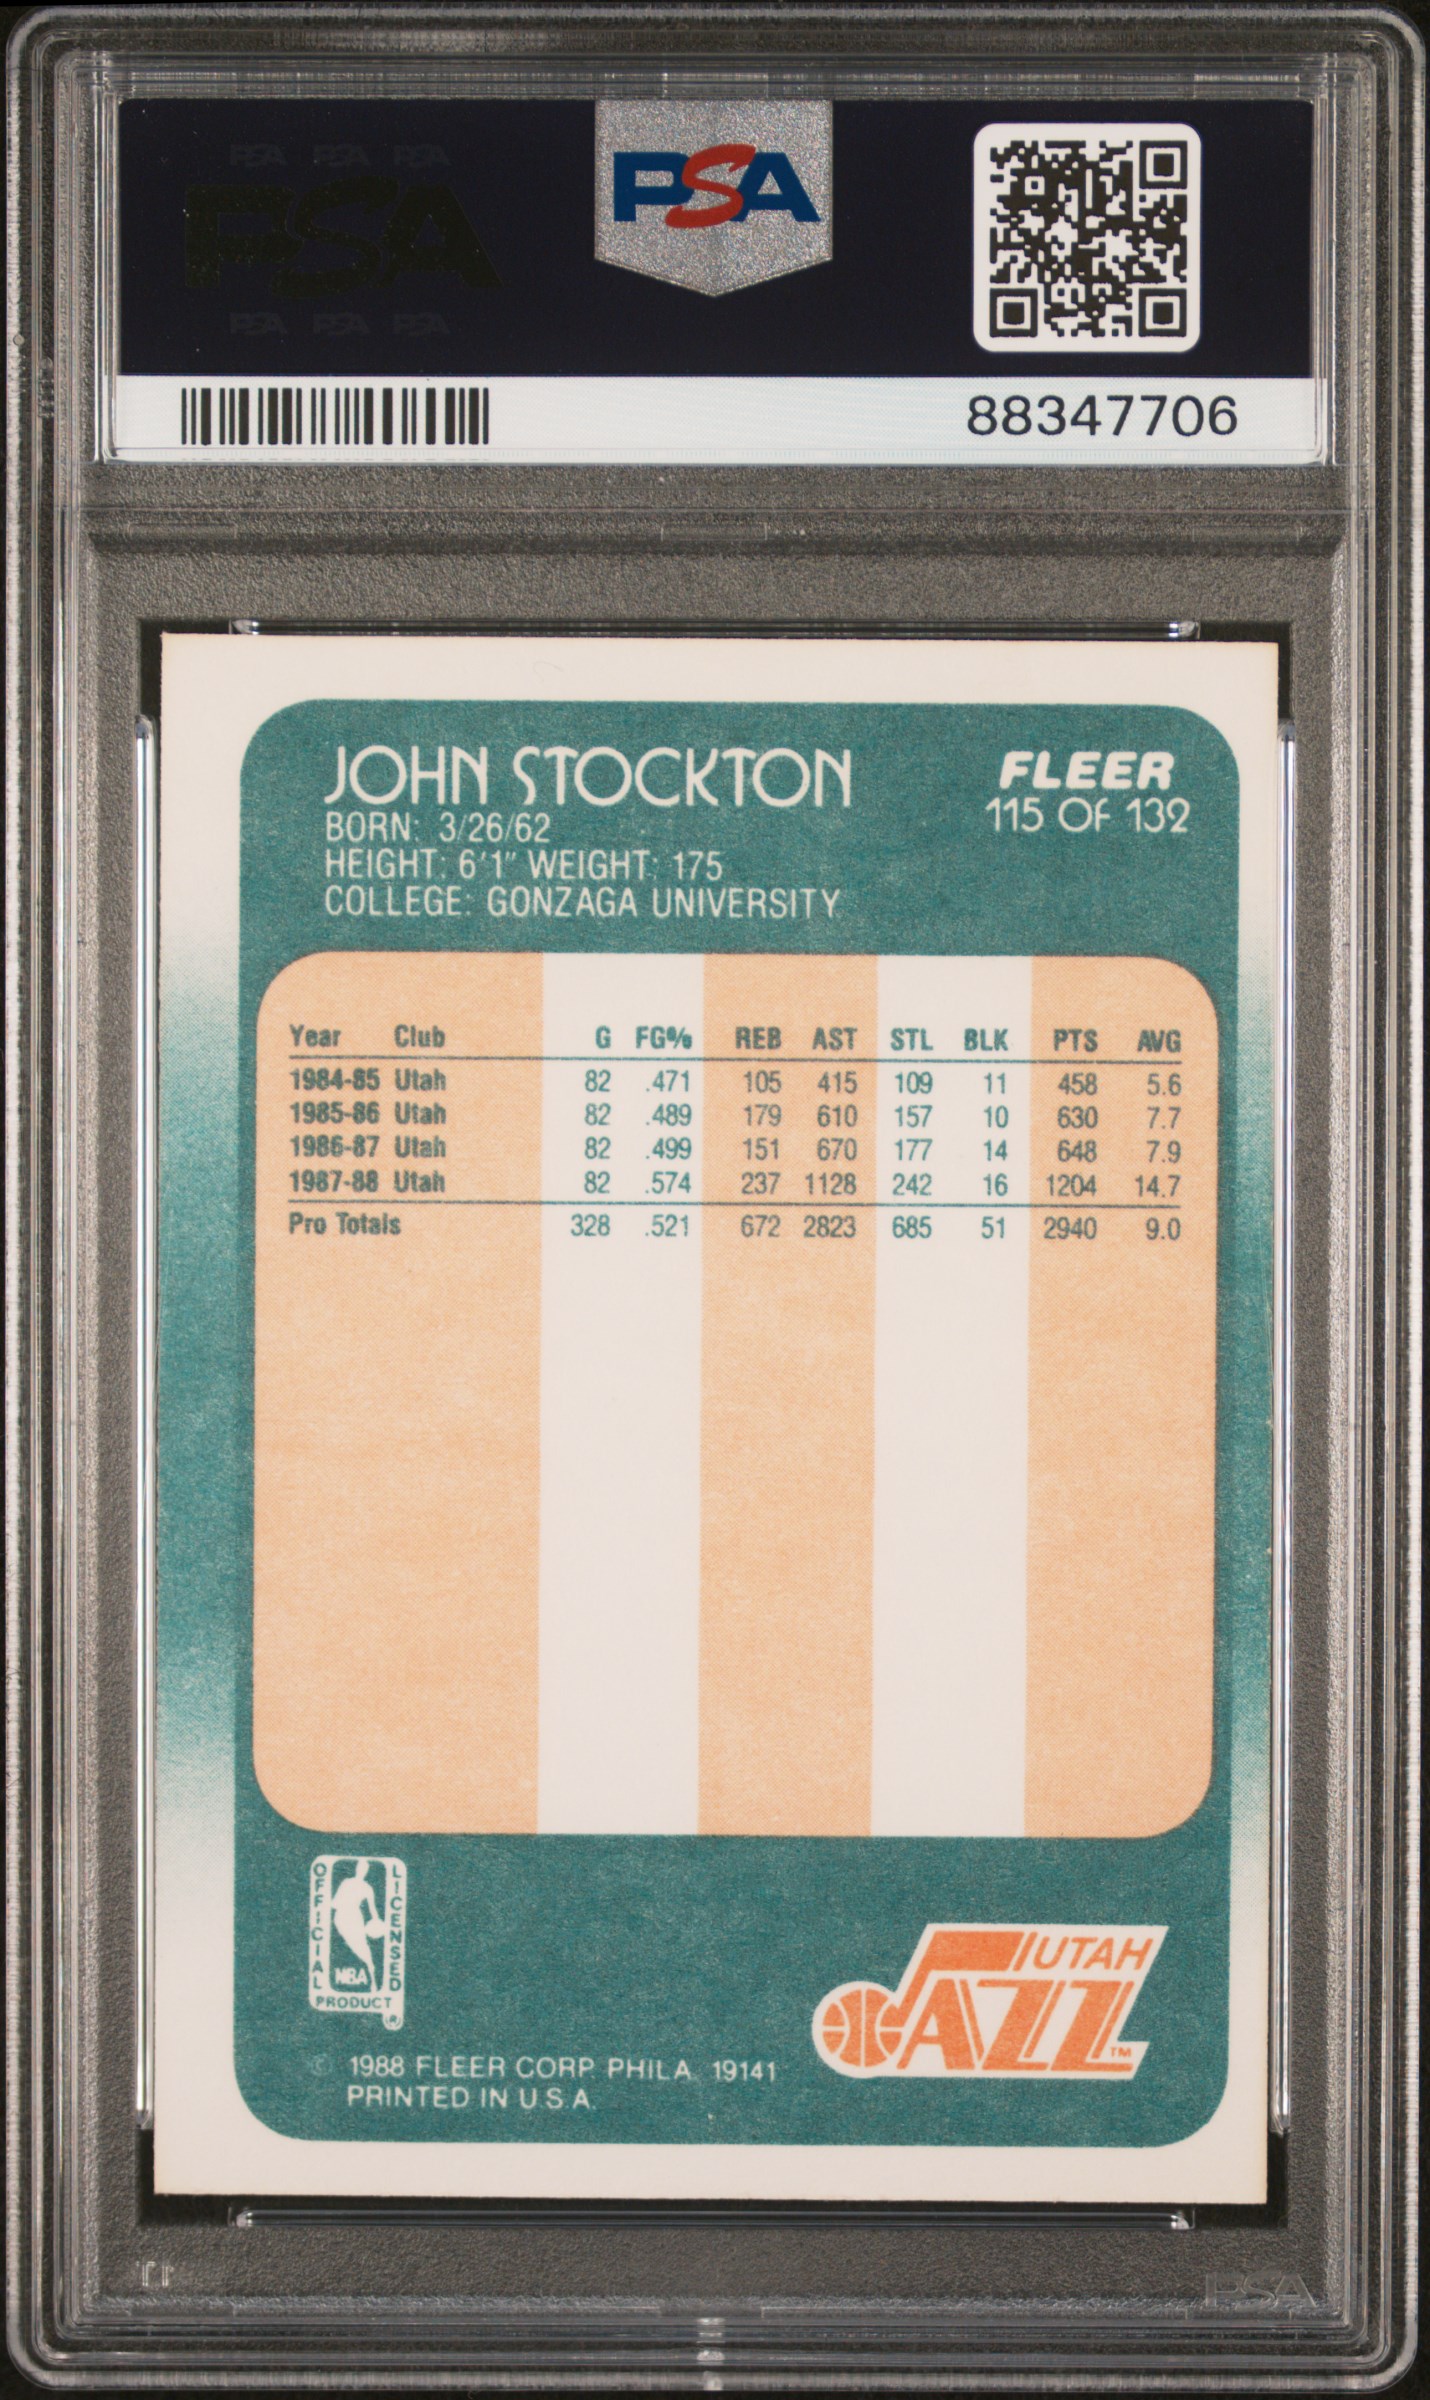 PSA PSA PSA
PSA
PSA PSA PSA
PSA
88347706
JOHN STOCKTON
FLEER
115 OF 132
BORN: 3/26/62
HEIGHT: 6'1" WEIGHT: 175
COLLEGE: GONZAGA UNIVERSITY
Year Club G FG% REB AST STL BLK PTS AVG
1984-85 Utah 82 .471 105 415 109 11 458 5.6
1985-86 Utah 82 .489 179 610 157 10 630 7.7
1986-87 Utah 82 .499 151 670 177 14 648 7.9
1987-88 Utah 82 .574 237 1128 242 16 1204 14.7
Pro Totals 328 .521 672 2823 685 51 2940 9.0
OFFICIAL LICENSED
NBA
PRODUCT ®
UTAH
JAZZ ™
© 1988 FLEER CORP. PHILA. 19141
PRINTED IN U.S.A.
PSA